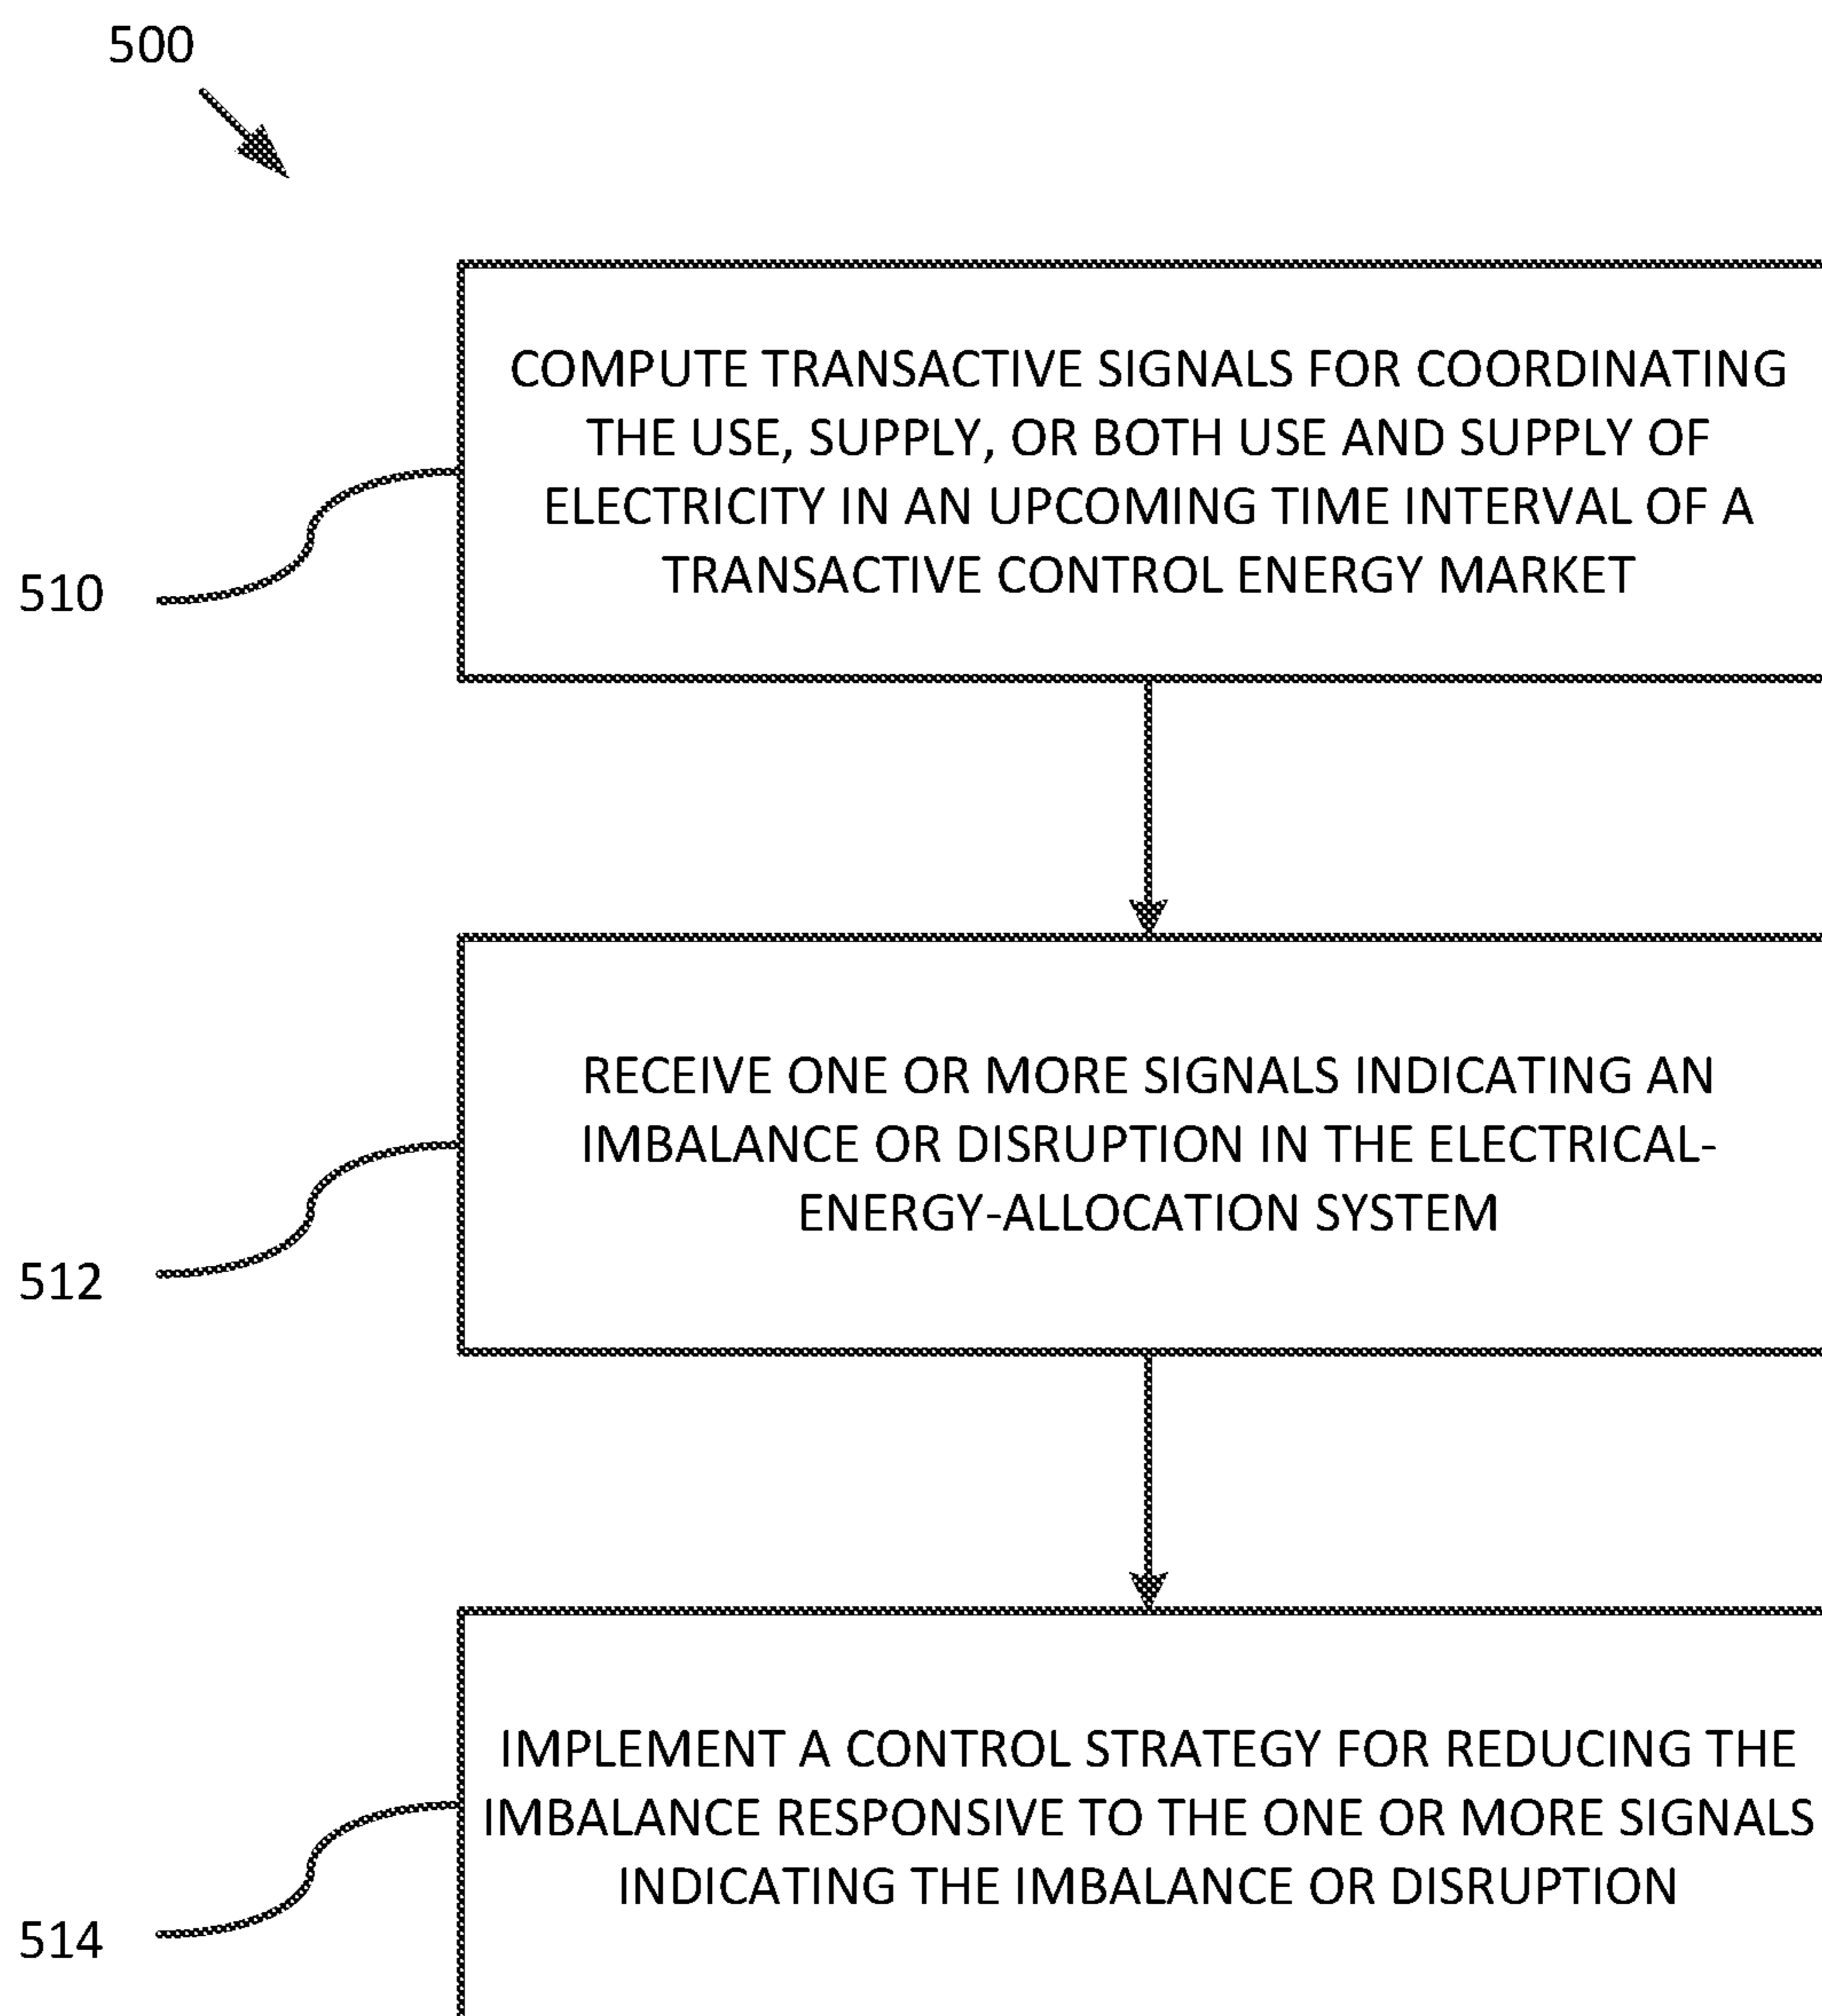 500
COMPUTE TRANSACTIVE SIGNALS FOR COORDINATING
THE USE, SUPPLY, OR BOTH USE AND SUPPLY OF
ELECTRICITY IN AN UPCOMING TIME INTERVAL OF A
TRANSACTIVE CONTROL ENERGY MARKET
510
RECEIVE ONE OR MORE SIGNALS INDICATING AN
IMBALANCE OR DISRUPTION IN THE ELECTRICAL-
ENERGY-ALLOCATION SYSTEM
512
IMPLEMENT A CONTROL STRATEGY FOR REDUCING THE
IMBALANCE RESPONSIVE TO THE ONE OR MORE SIGNALS
INDICATING THE IMBALANCE OR DISRUPTION
514